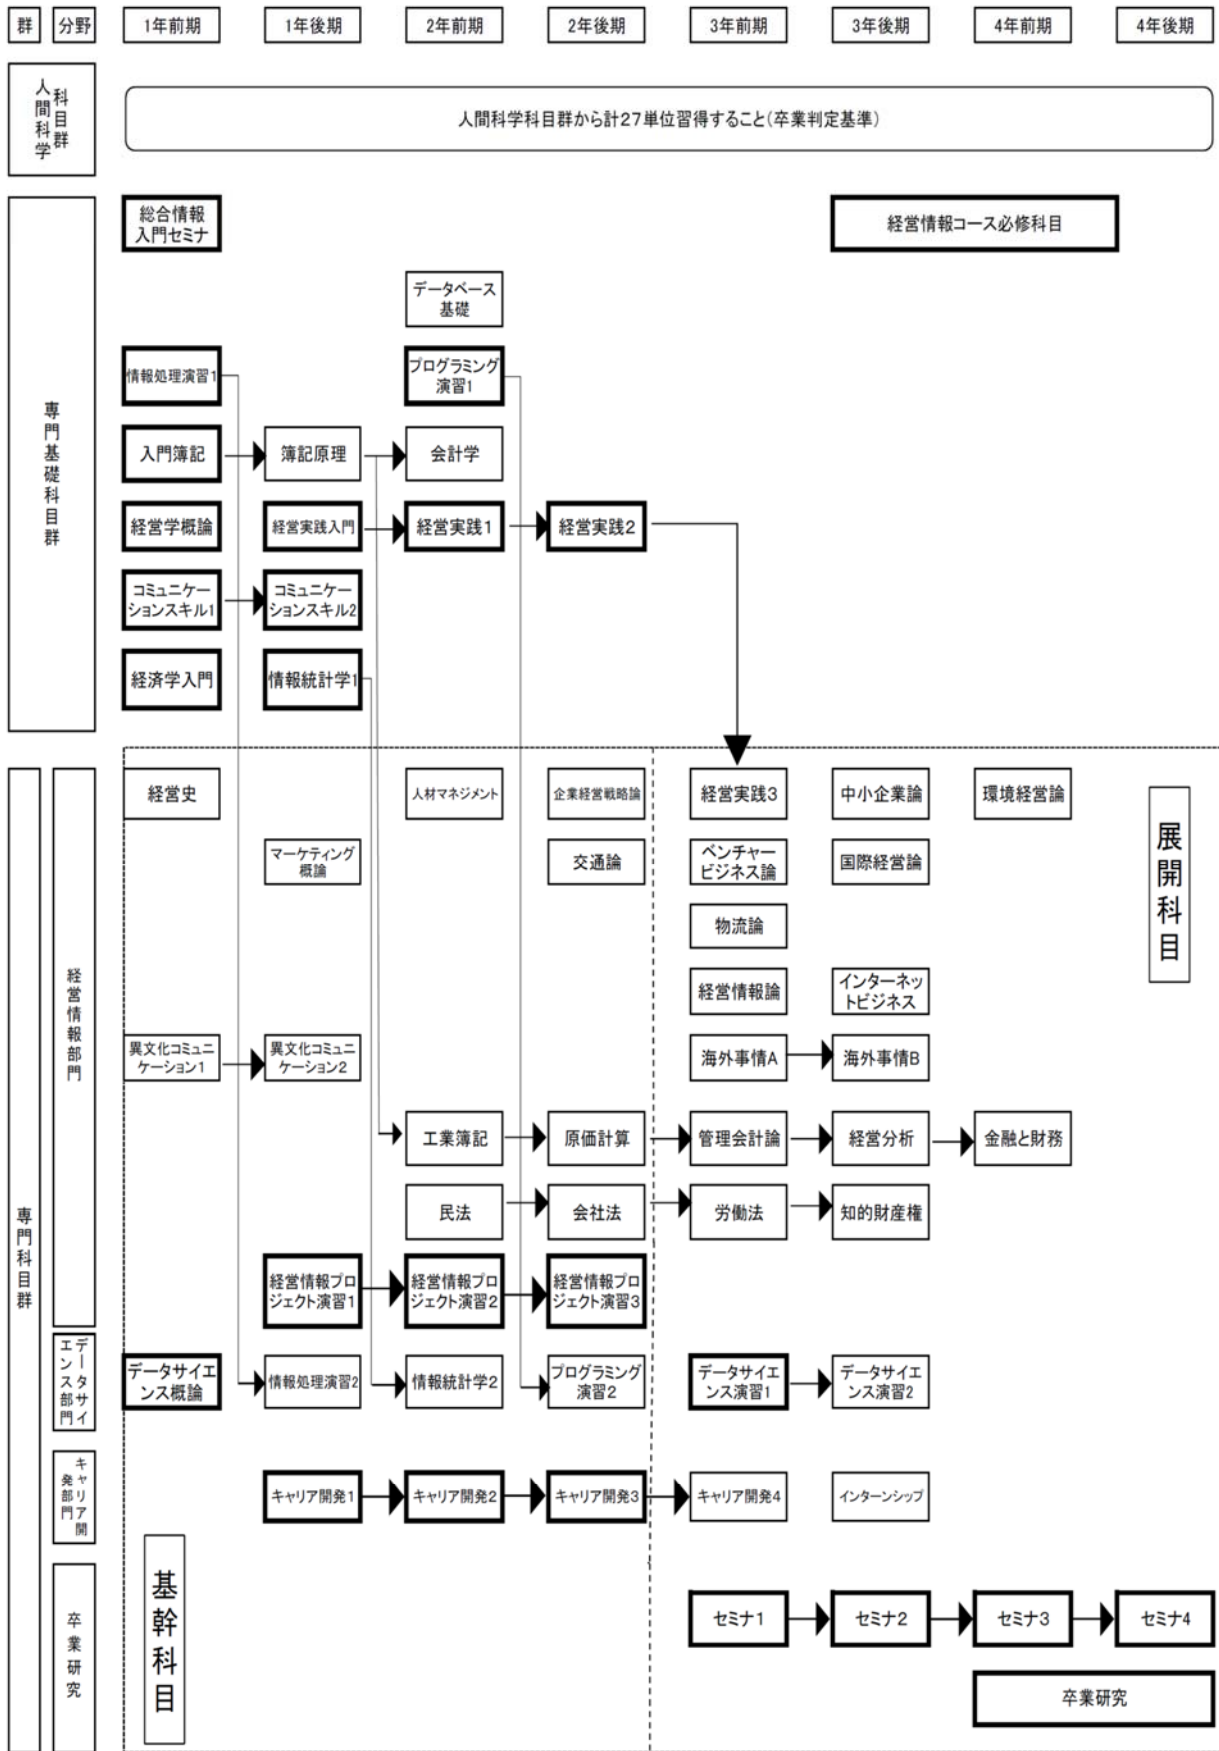 群
分野
1年前期
1年後期
2年前期
2年後期
3年前期
3年後期
4年前期
4年後期
人間科学
科目群
人間科学科目群から計27単位習得すること(卒業判定基準)
専門基礎科目群
総合情報
入門セミナ
経営情報コース必修科目
データベース
基礎
情報処理演習1
プログラミング
演習1
入門簿記
簿記原理
会計学
経営学概論
経営実践入門
経営実践1
経営実践2
コミュニケー
ションスキル1
コミュニケー
ションスキル2
経済学入門
情報統計学1
専門科目群
経営情報部門
経営史
人材マネジメント
企業経営戦略論
経営実践3
中小企業論
環境経営論
展開科目
マーケティング
概論
交通論
ベンチャー
ビジネス論
国際経営論
物流論
経営情報論
インターネッ
トビジネス
異文化コミュニ
ケーション1
異文化コミュニ
ケーション2
海外事情A
海外事情B
工業簿記
原価計算
管理会計論
経営分析
金融と財務
民法
会社法
労働法
知的財産権
経営情報プロ
ジェクト演習1
経営情報プロ
ジェクト演習2
経営情報プロ
ジェクト演習3
データサイ
エンス部門
データサイエ
ンス概論
情報処理演習2
情報統計学2
プログラミング
演習2
データサイエ
ンス演習1
データサイエ
ンス演習2
キャリア開
発部門
キャリア開発1
キャリア開発2
キャリア開発3
キャリア開発4
インターンシップ
基幹科目
卒業研究
セミナ1
セミナ2
セミナ3
セミナ4
卒業研究